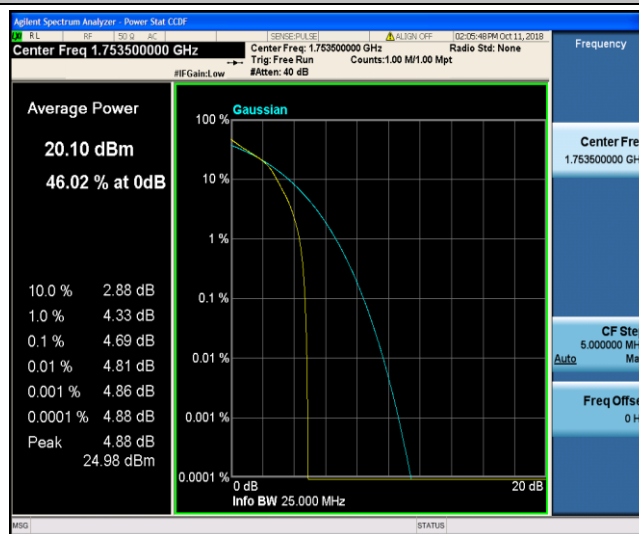 Agilent Spectrum Analyzer - Power Stat CCDF
RL RF 50 Ω AC SENSE:PULSE ALIGN OFF 02:05:48 PM Oct 11, 2018
Center Freq 1.753500000 GHz
Center Freq: 1.753500000 GHz Radio Std: None
Trig: Free Run Counts:1.00 M/1.00 Mpt
#IFGain:Low #Atten: 40 dB
Frequency
Average Power
20.10 dBm
46.02 % at 0dB
10.0 % 2.88 dB
1.0 % 4.33 dB
0.1 % 4.69 dB
0.01 % 4.81 dB
0.001 % 4.86 dB
0.0001 % 4.88 dB
Peak 4.88 dB
24.98 dBm
Gaussian
100 %
10 %
1 %
0.1 %
0.01 %
0.001 %
0.0001 %
0 dB 20 dB
Info BW 25.000 MHz
Center Fre
1.753500000 GH
CF Ste
5.000000 MH
Auto Ma
Freq Offse
0 H
MSG STATUS